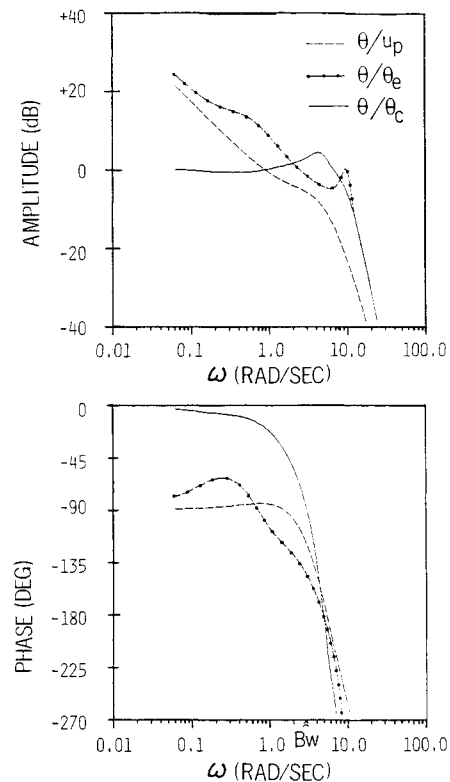 +40
+20
0
-20
-40
AMPLITUDE (dB)
θ/u_p
θ/θ_e
θ/θ_c
0.01 0.1 1.0 10.0 100.0
ω (RAD/SEC)
0
-45
-90
-135
-180
-225
-270
PHASE (DEG)
0.01 0.1 1.0 B̂w 10.0 100.0
ω (RAD/SEC)